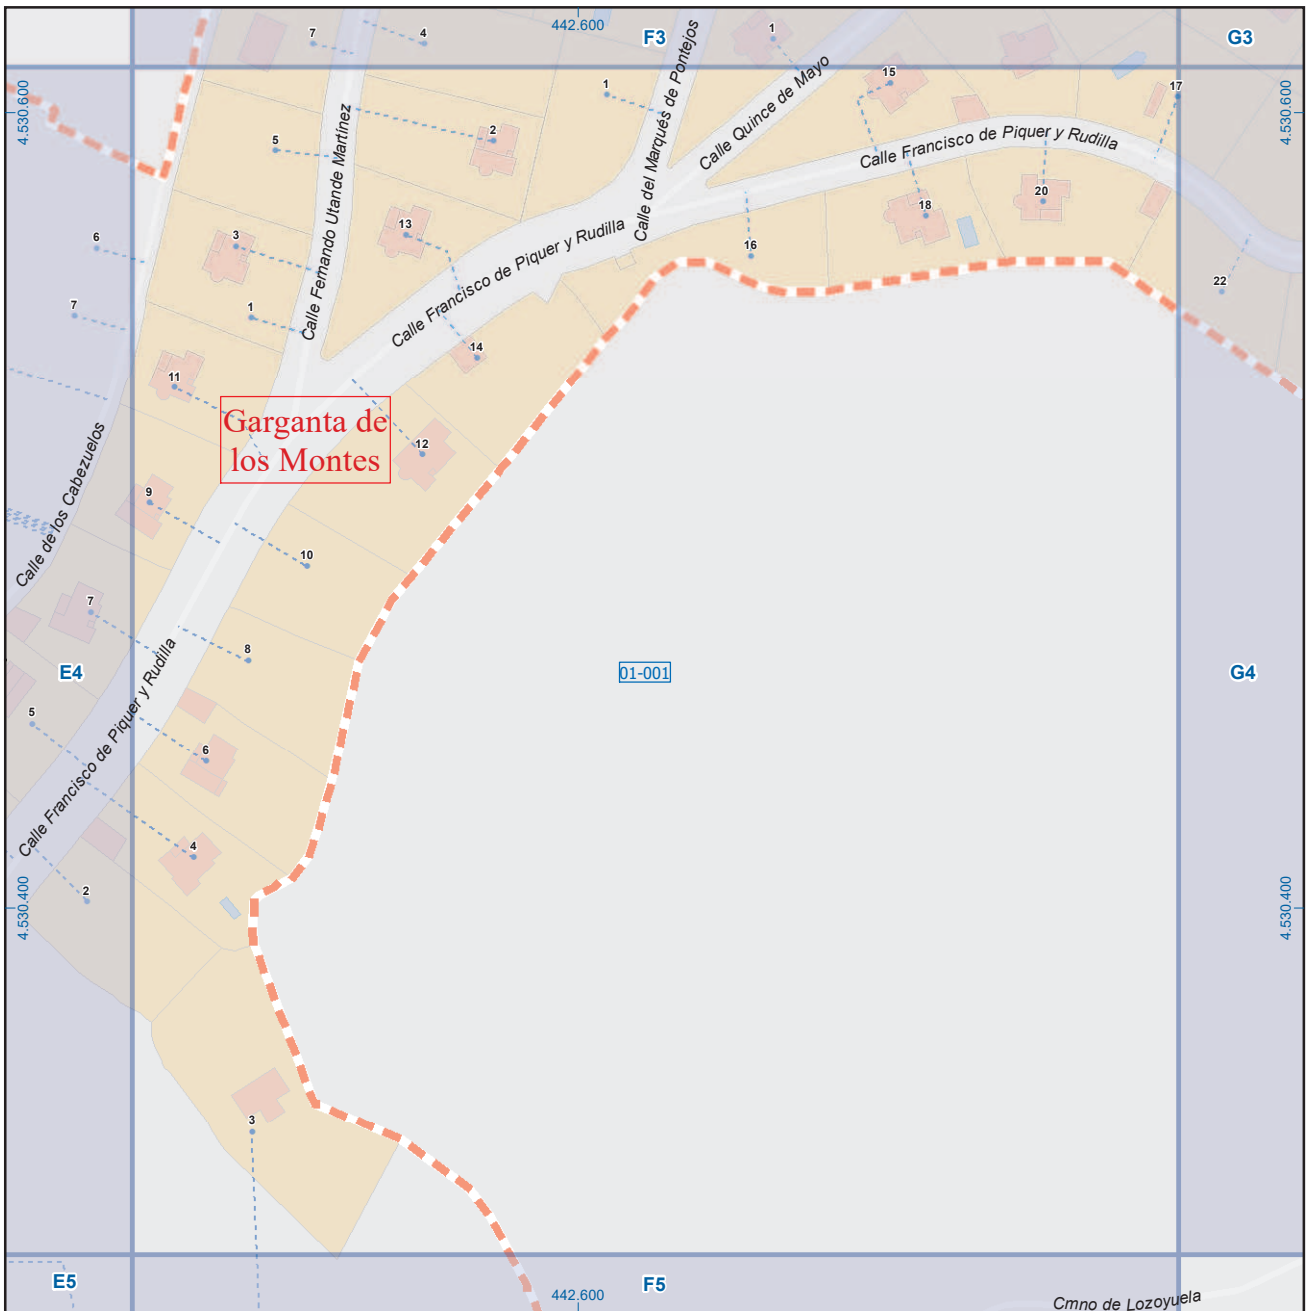 442.600
F3
G3
7
4
1
1
15
17
4.530.600
4.530.600
5
2
Calle Fernando Utande Martínez
Calle del Marqués de Pontejos
Calle Quince de Mayo
Calle Francisco de Piquer y Rudilla
6
3
13
16
18
20
22
7
1
Calle Francisco de Piquer y Rudilla
14
11
Garganta de
los Montes
12
Calle de los Cabezuelos
9
10
7
8
E4
01-001
G4
5
6
Calle Francisco de Piquer y Rudilla
4
2
4.530.400
4.530.400
3
E5
F5
442.600
Cmno de Lozoyuela